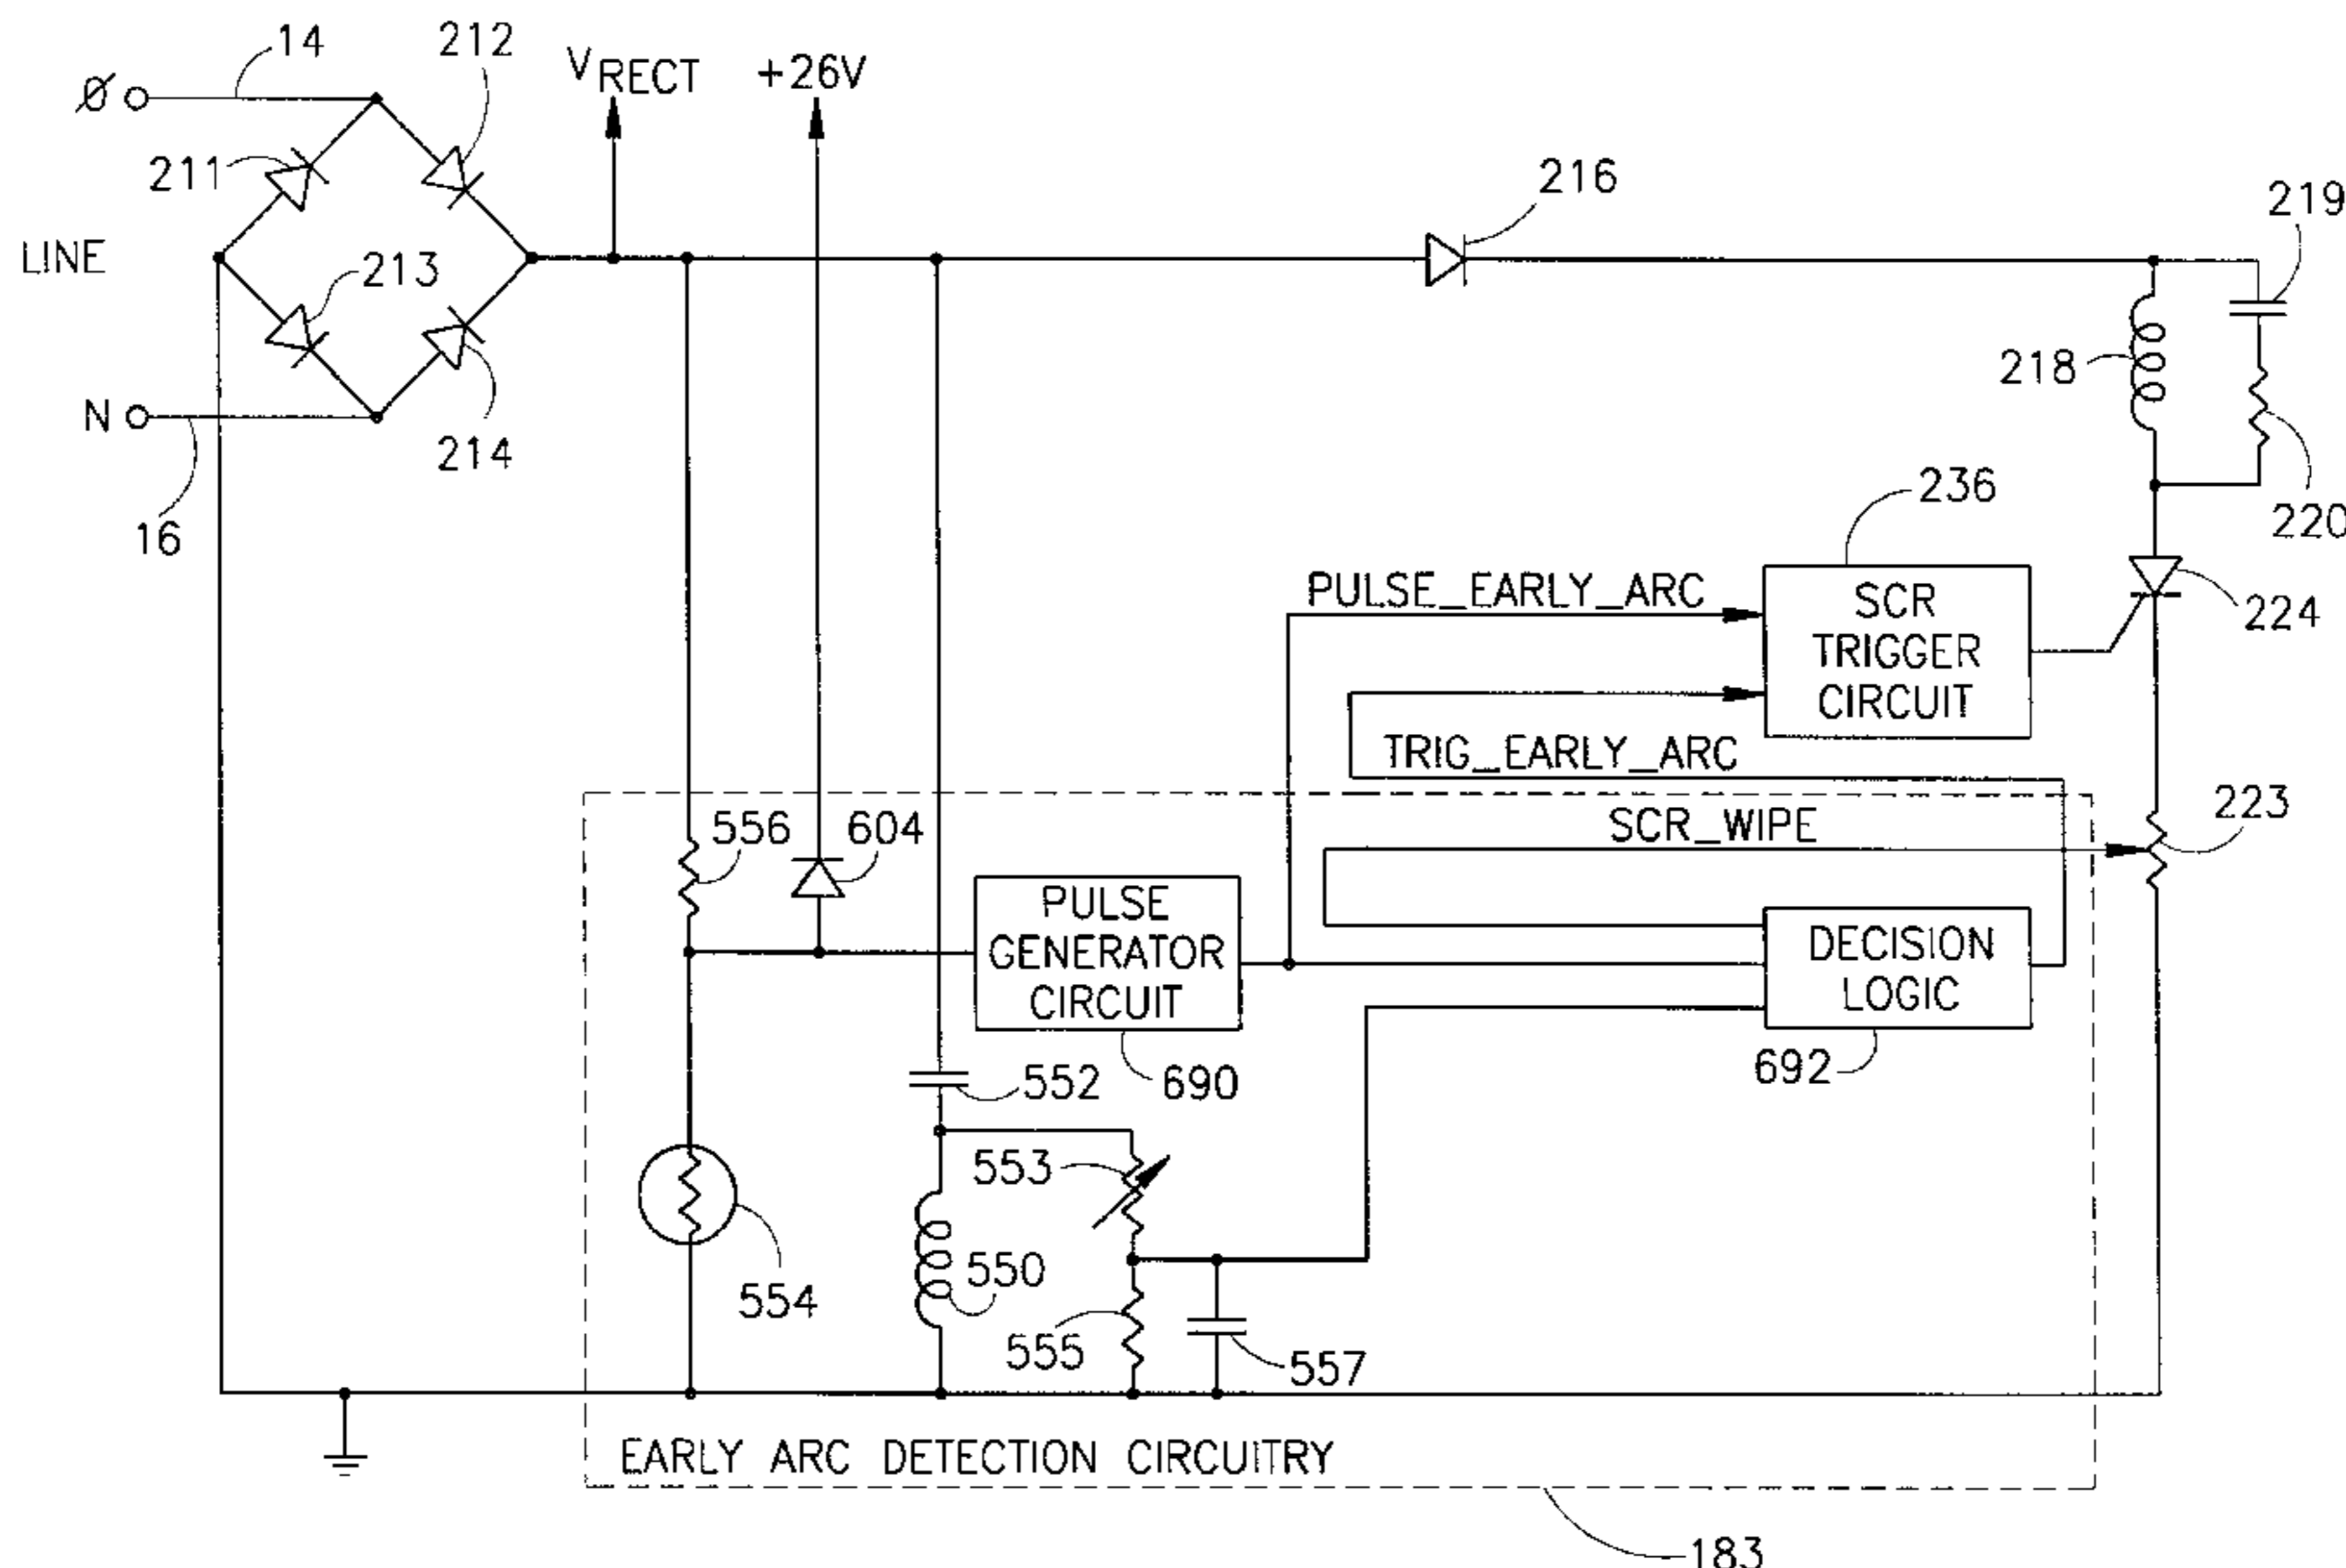 14
212
VRECT
+26V
Ø
211
216
219
LINE
213
218
N
214
236
220
16
PULSE_EARLY_ARC
SCR
TRIGGER
CIRCUIT
224
TRIG_EARLY_ARC
223
556
604
SCR_WIPE
PULSE
GENERATOR
CIRCUIT
DECISION
LOGIC
552
690
692
553
554
550
555
557
EARLY ARC DETECTION CIRCUITRY
183